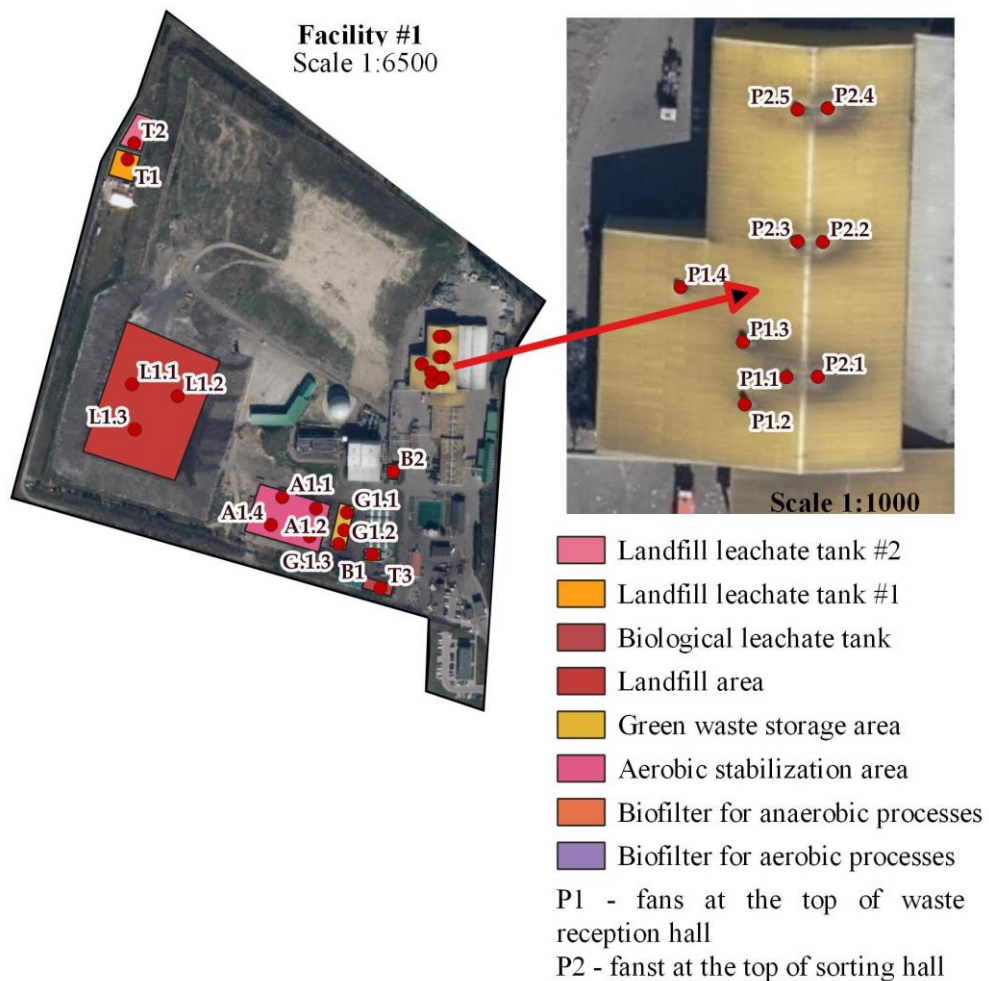 Facility #1
Scale 1:6500
T2
T1
L1.1
L1.2
L1.3
A1.1
A1.4
A1.2
G1.1
G1.2
G.1.3
B1
B2
T3
P2.5
P2.4
P2.3
P2.2
P1.4
P1.3
P1.1
P2.1
P1.2
Scale 1:1000
Landfill leachate tank #2
Landfill leachate tank #1
Biological leachate tank
Landfill area
Green waste storage area
Aerobic stabilization area
Biofilter for anaerobic processes
Biofilter for aerobic processes
P1 - fans at the top of waste
reception hall
P2 - fanst at the top of sorting hall